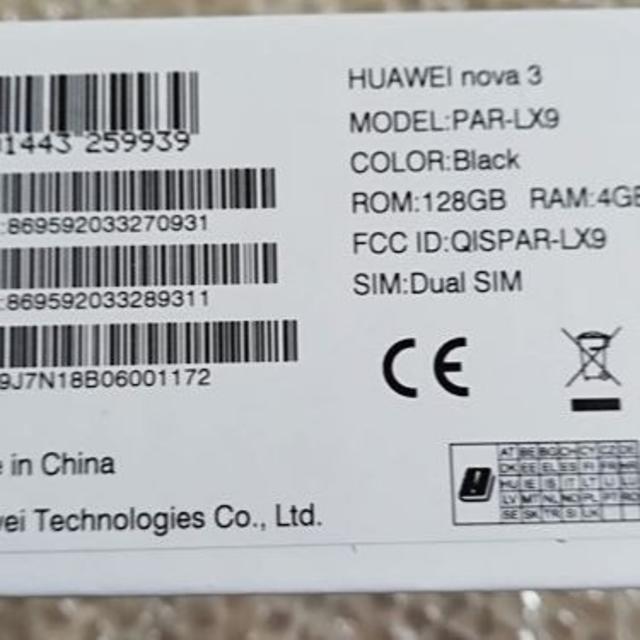 1443 259939
:869592033270931
:869592033289311
9J7N18B06001172
e in China
wei Technologies Co., Ltd.
HUAWEI nova 3
MODEL:PAR-LX9
COLOR:Black
ROM:128GB RAM:4GB
FCC ID:QISPAR-LX9
SIM:Dual SIM
CE